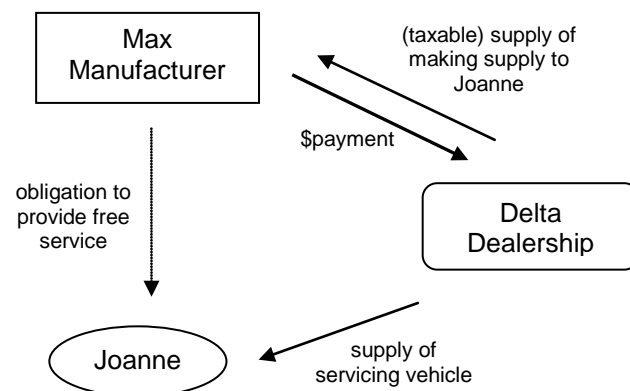 Max
Manufacturer
(taxable) supply of
making supply to
Joanne
$payment
obligation to
provide free
service
Delta
Dealership
Joanne
supply of
servicing vehicle